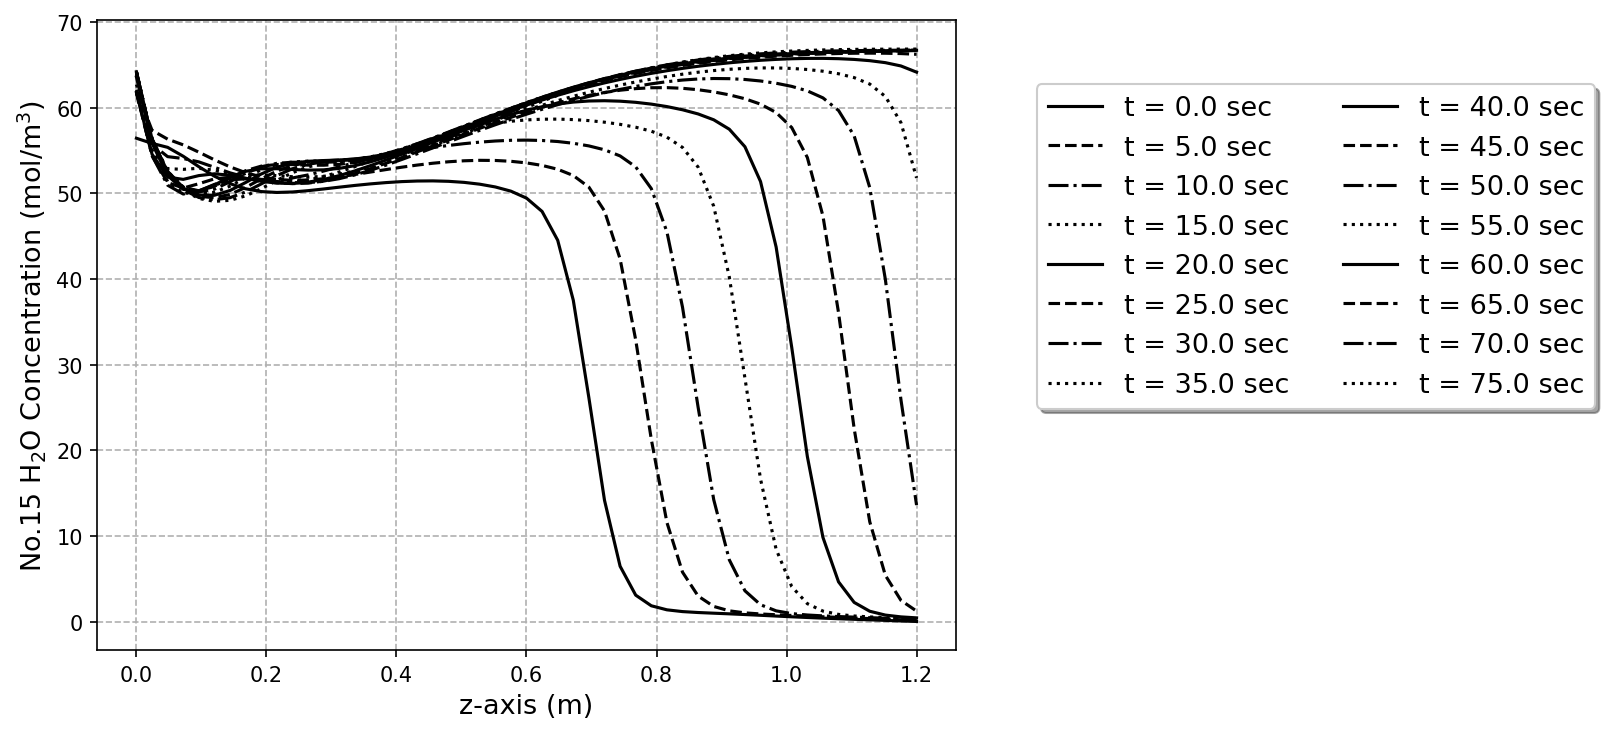 70
60
50
40
30
20
10
0
No.15 H₂O Concentration (mol/m³)
0.0 0.2 0.4 0.6 0.8 1.0 1.2
z-axis (m)
t = 0.0 sec
t = 5.0 sec
t = 10.0 sec
t = 15.0 sec
t = 20.0 sec
t = 25.0 sec
t = 30.0 sec
t = 35.0 sec
t = 40.0 sec
t = 45.0 sec
t = 50.0 sec
t = 55.0 sec
t = 60.0 sec
t = 65.0 sec
t = 70.0 sec
t = 75.0 sec